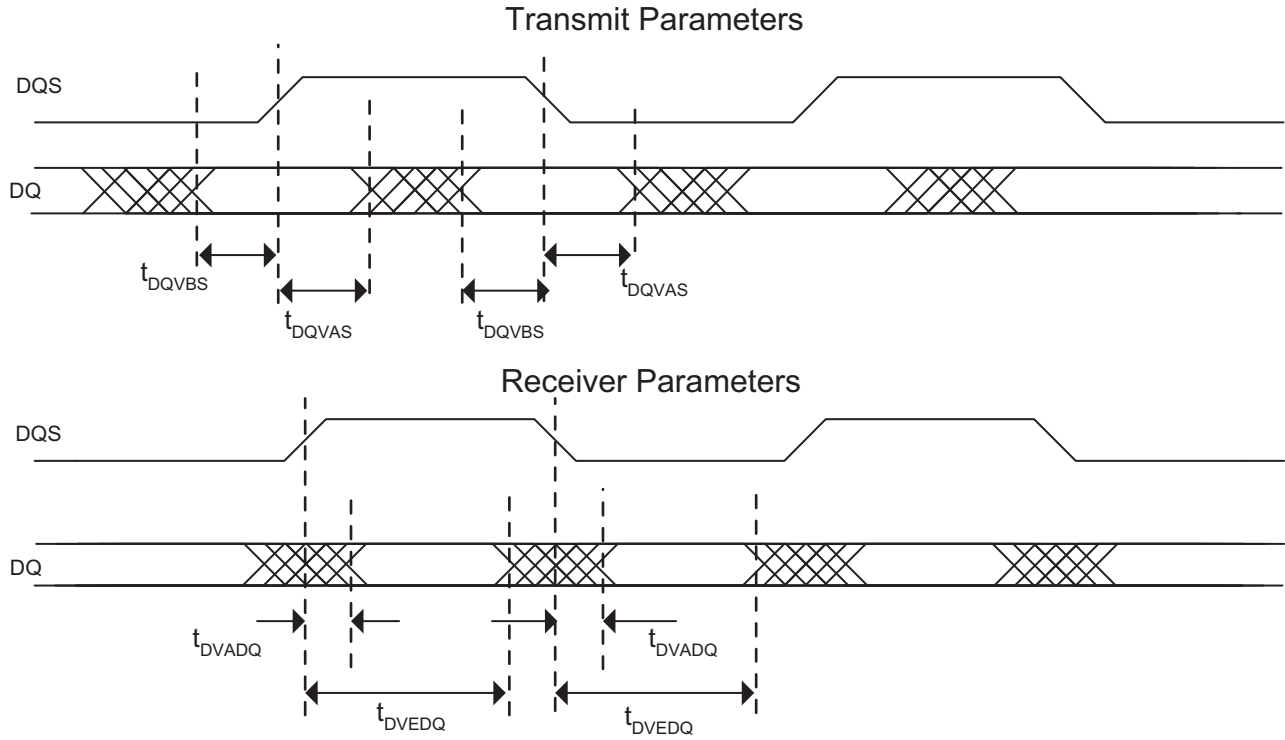 Transmit Parameters
DQS
DQ
tDQVBS
tDQVAS
tDQVAS
tDQVBS
Receiver Parameters
DQS
DQ
tDVADQ
tDVADQ
tDVEDQ
tDVEDQ